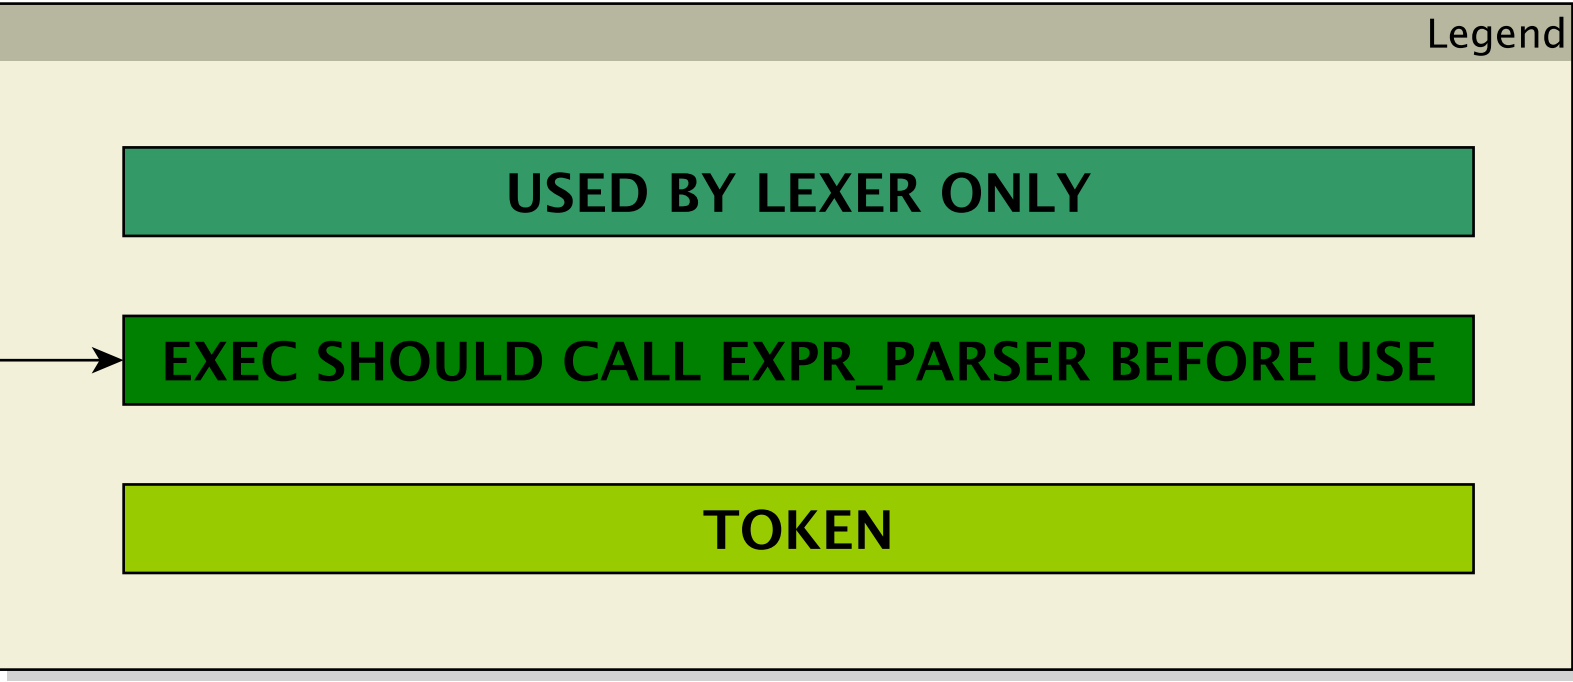 Legend
USED BY LEXER ONLY
EXEC SHOULD CALL EXPR_PARSER BEFORE USE
TOKEN